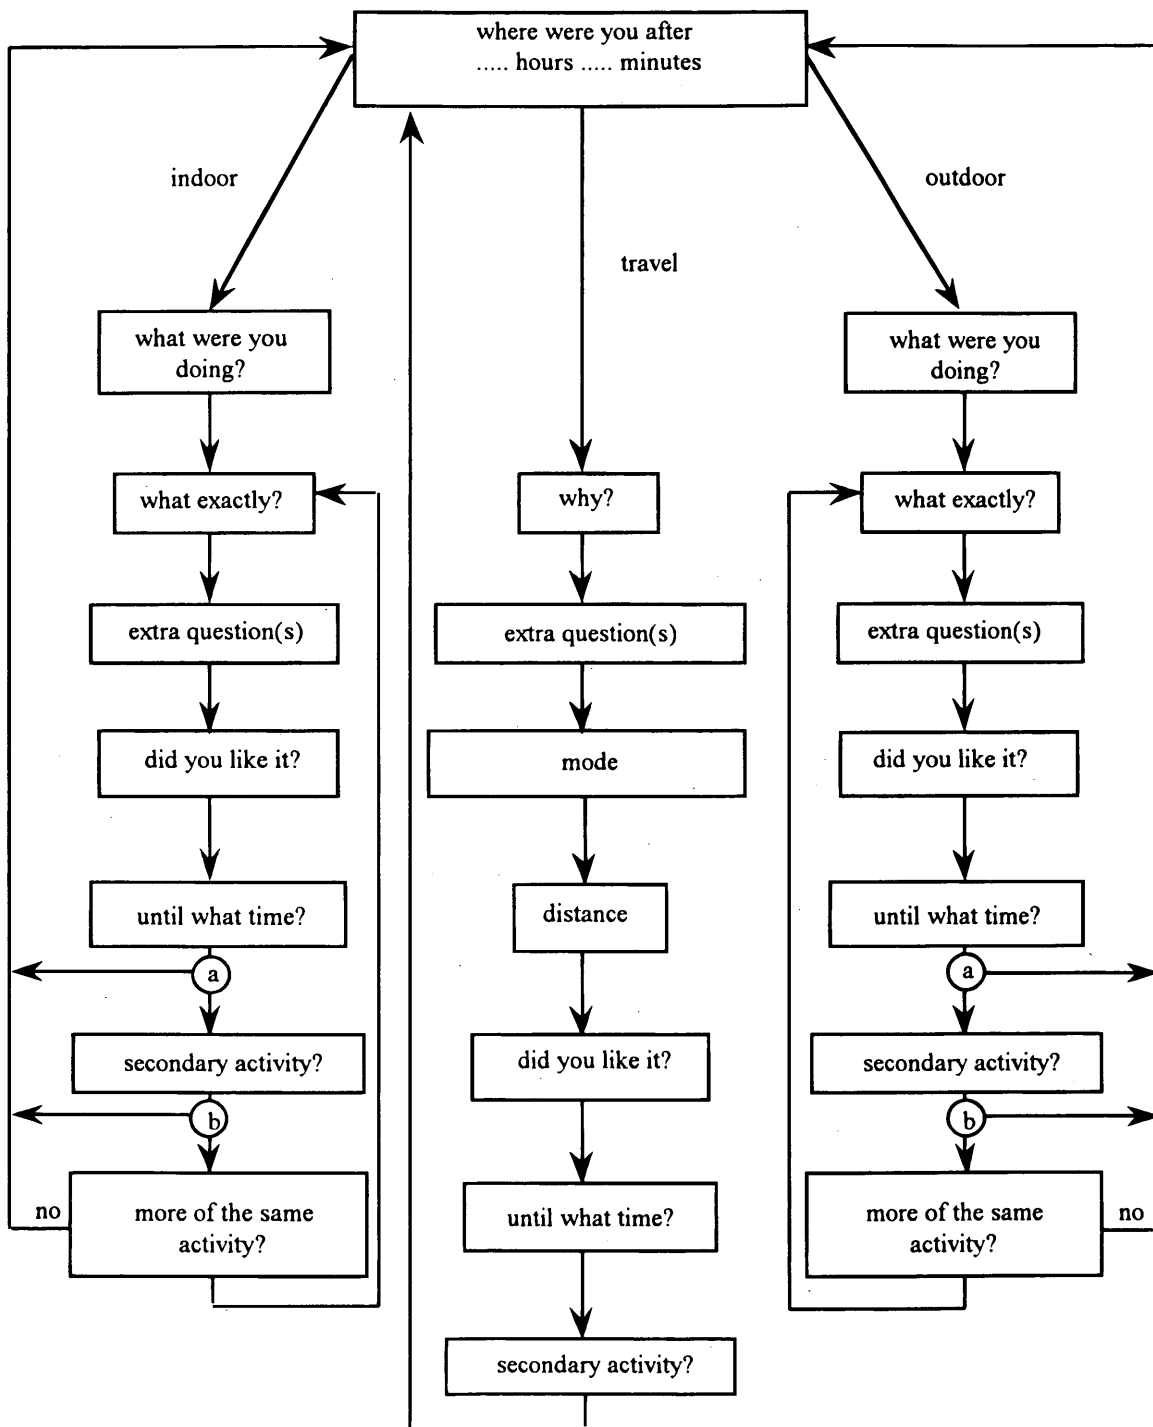 where were you after
..... hours ..... minutes
indoor
outdoor
travel
what were you
doing?
what exactly?
extra question(s)
did you like it?
until what time?
a
secondary activity?
b
no
more of the same
activity?
why?
extra question(s)
mode
distance
did you like it?
until what time?
secondary activity?
what were you
doing?
what exactly?
extra question(s)
did you like it?
until what time?
a
secondary activity?
b
more of the same
activity?
no